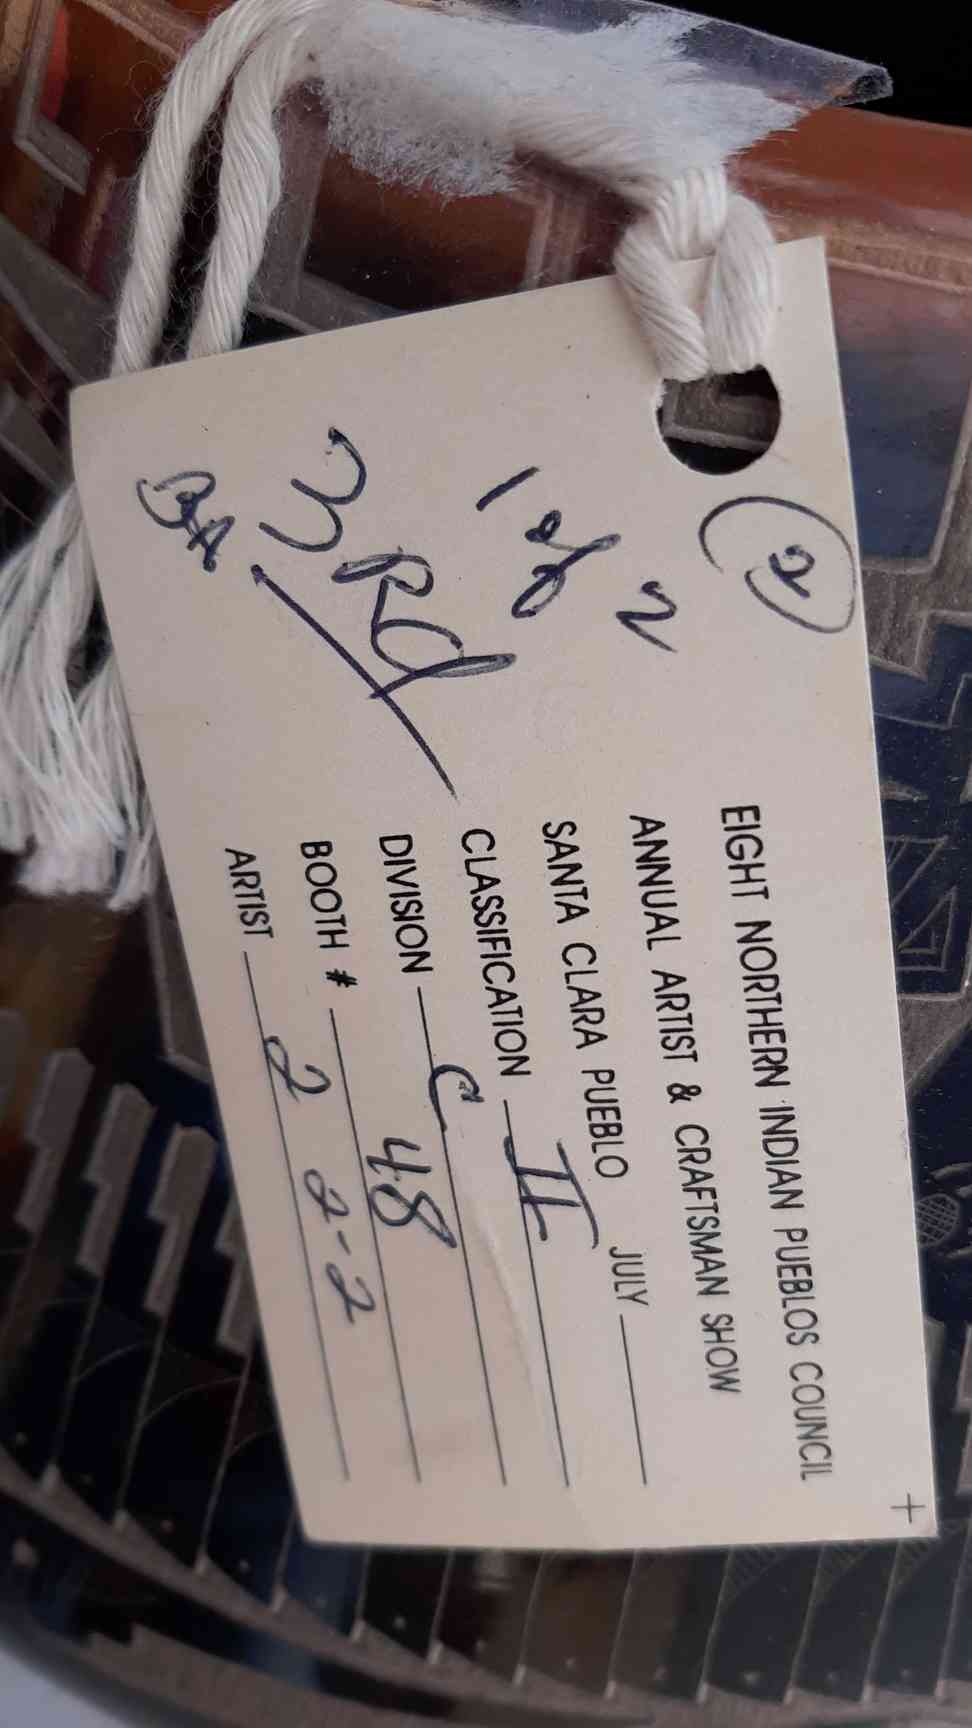 (2)
1 of 2
3Rd
BA
EIGHT NORTHERN INDIAN PUEBLOS COUNCIL
ANNUAL ARTIST & CRAFTSMAN SHOW
SANTA CLARA PUEBLO JULY
CLASSIFICATION II
DIVISION C
BOOTH # 48
ARTIST 2 2-2
+